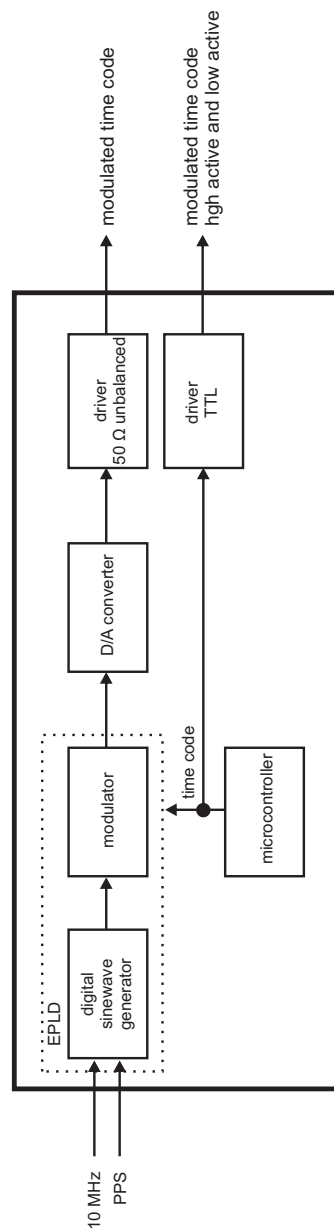 10 MHz
PPS
EPLD
digital
sinewave
generator
modulator
D/A converter
driver
50 Ω unbalanced
modulated time code
time code
microcontroller
driver
TTL
modulated time code
hgh active and low active